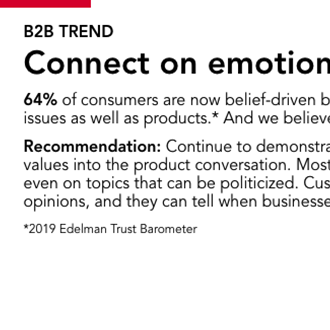 B2B TREND
Connect on emotion
64% of consumers are now belief-driven b
issues as well as products.* And we believe
Recommendation: Continue to demonstra
values into the product conversation. Most
even on topics that can be politicized. Cus
opinions, and they can tell when businesse
*2019 Edelman Trust Barometer